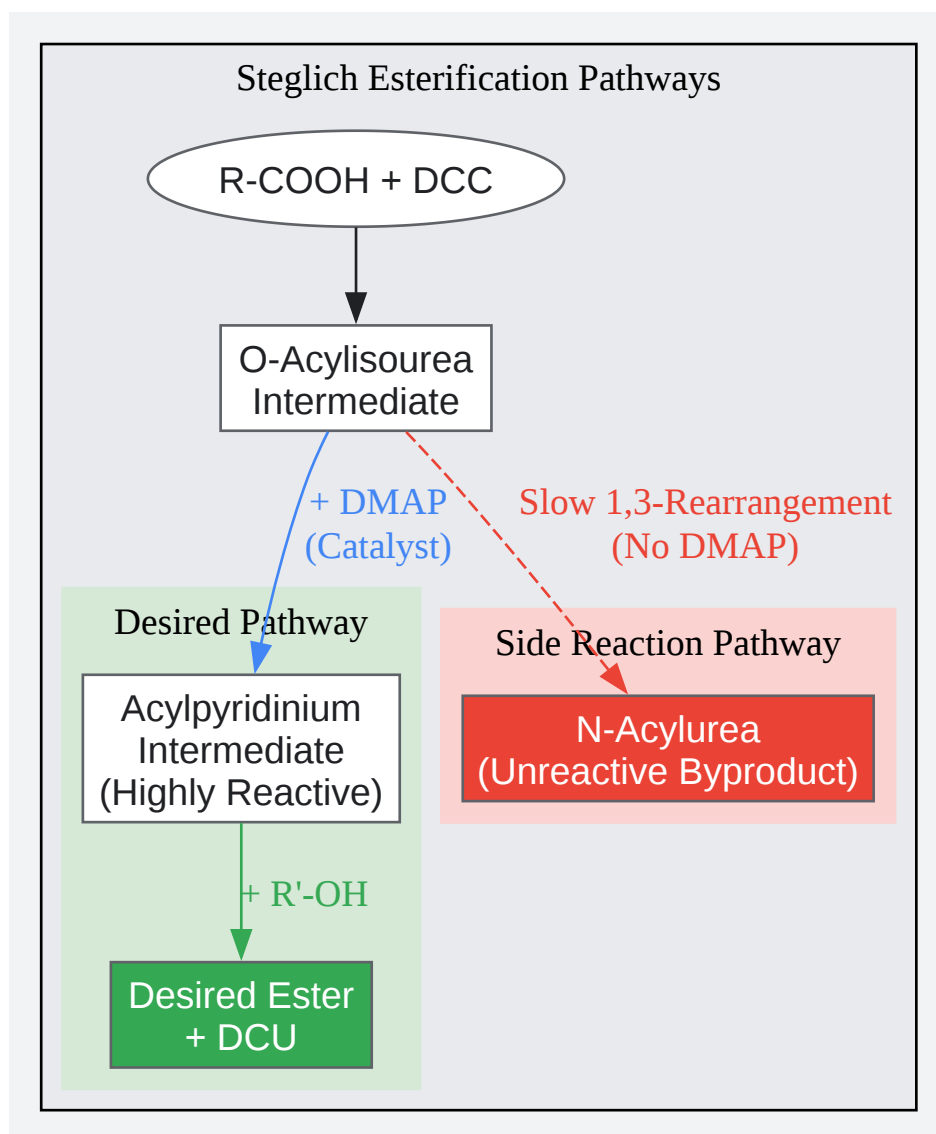 Steglich Esterification Pathways
R-COOH + DCC
O-Acylisourea
Intermediate
+ DMAP
(Catalyst)
Slow 1,3-Rearrangement
(No DMAP)
Desired Pathway
Acylpyridinium
Intermediate
(Highly Reactive)
Side Reaction Pathway
N-Acylurea
(Unreactive Byproduct)
+ R'-OH
Desired Ester
+ DCU